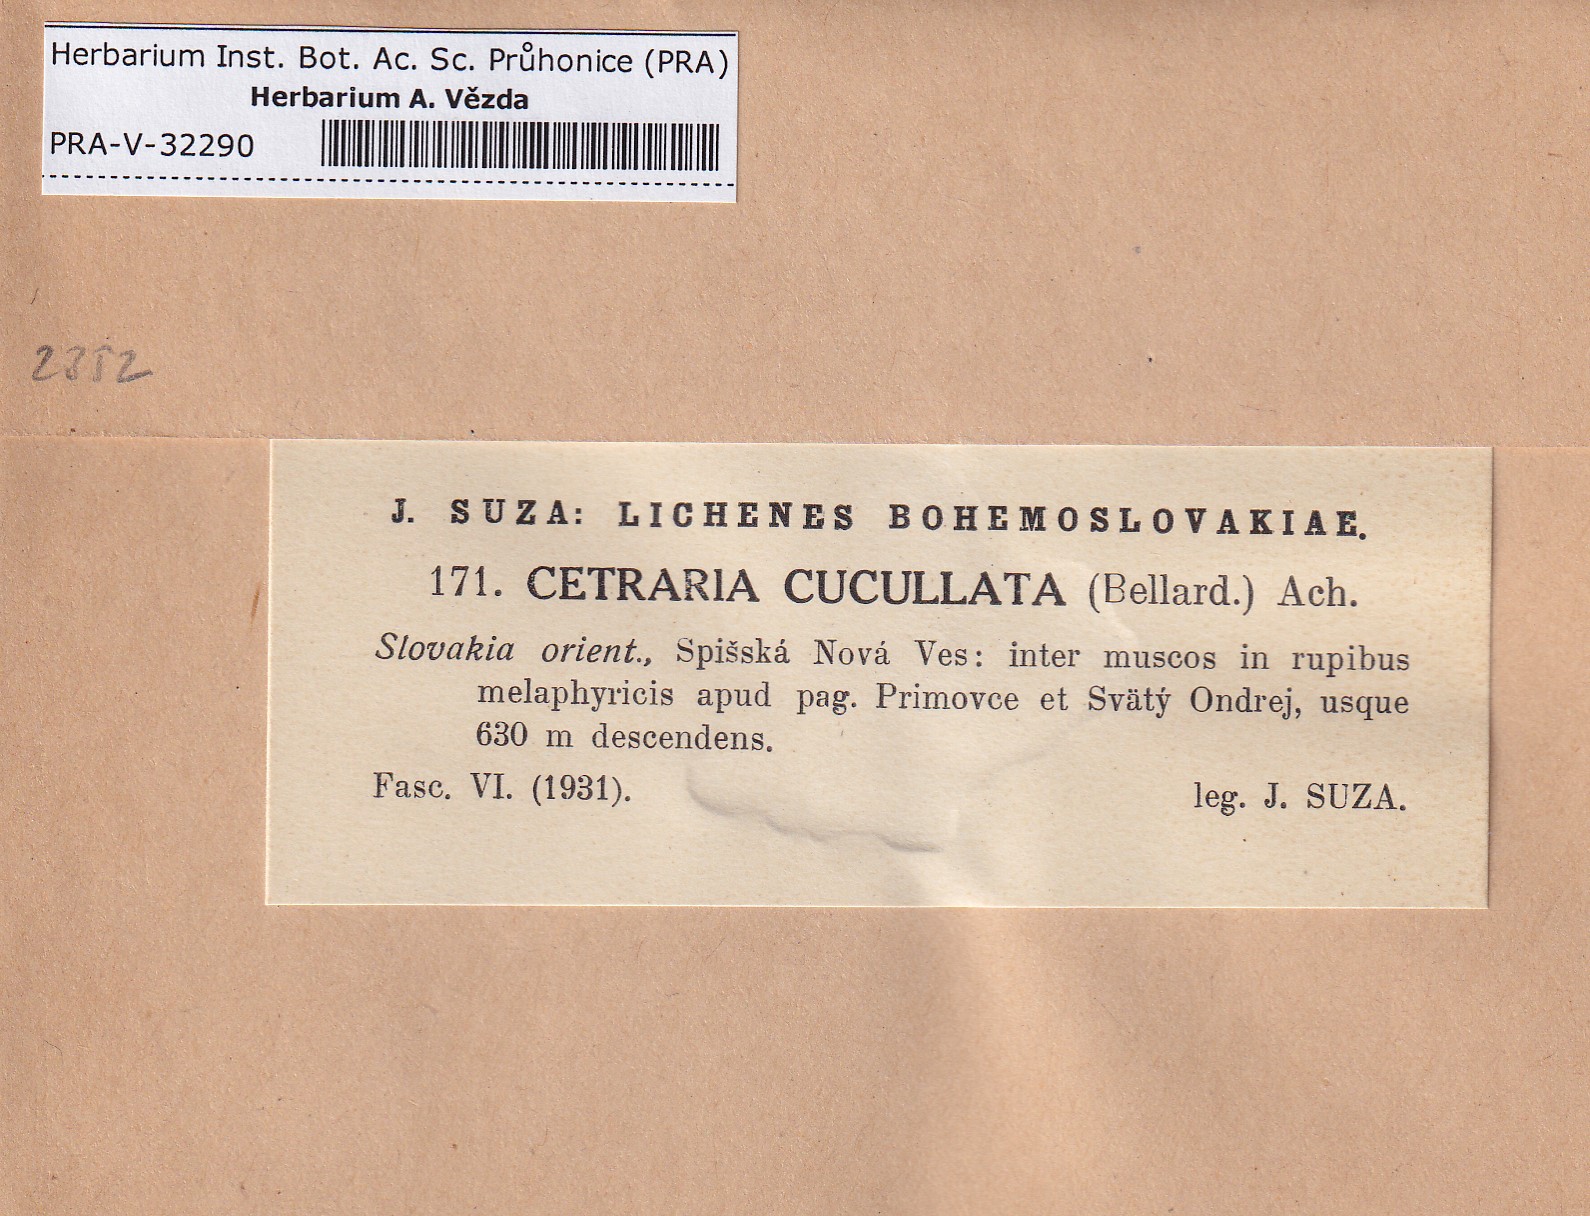 Herbarium Inst. Bot. Ac. Sc. Průhonice (PRA)
Herbarium A. Vězda
PRA-V-32290
2352
J. SUZA: LICHENES BOHEMOSLOVAKIAE.
171. CETRARIA CUCULLATA (Bellard.) Ach.
Slovakia orient., Spišská Nová Ves: inter muscos in rupibus
melaphyricis apud pag. Primovce et Svätý Ondrej, usque
630 m descendens.
Fasc. VI. (1931). leg. J. SUZA.